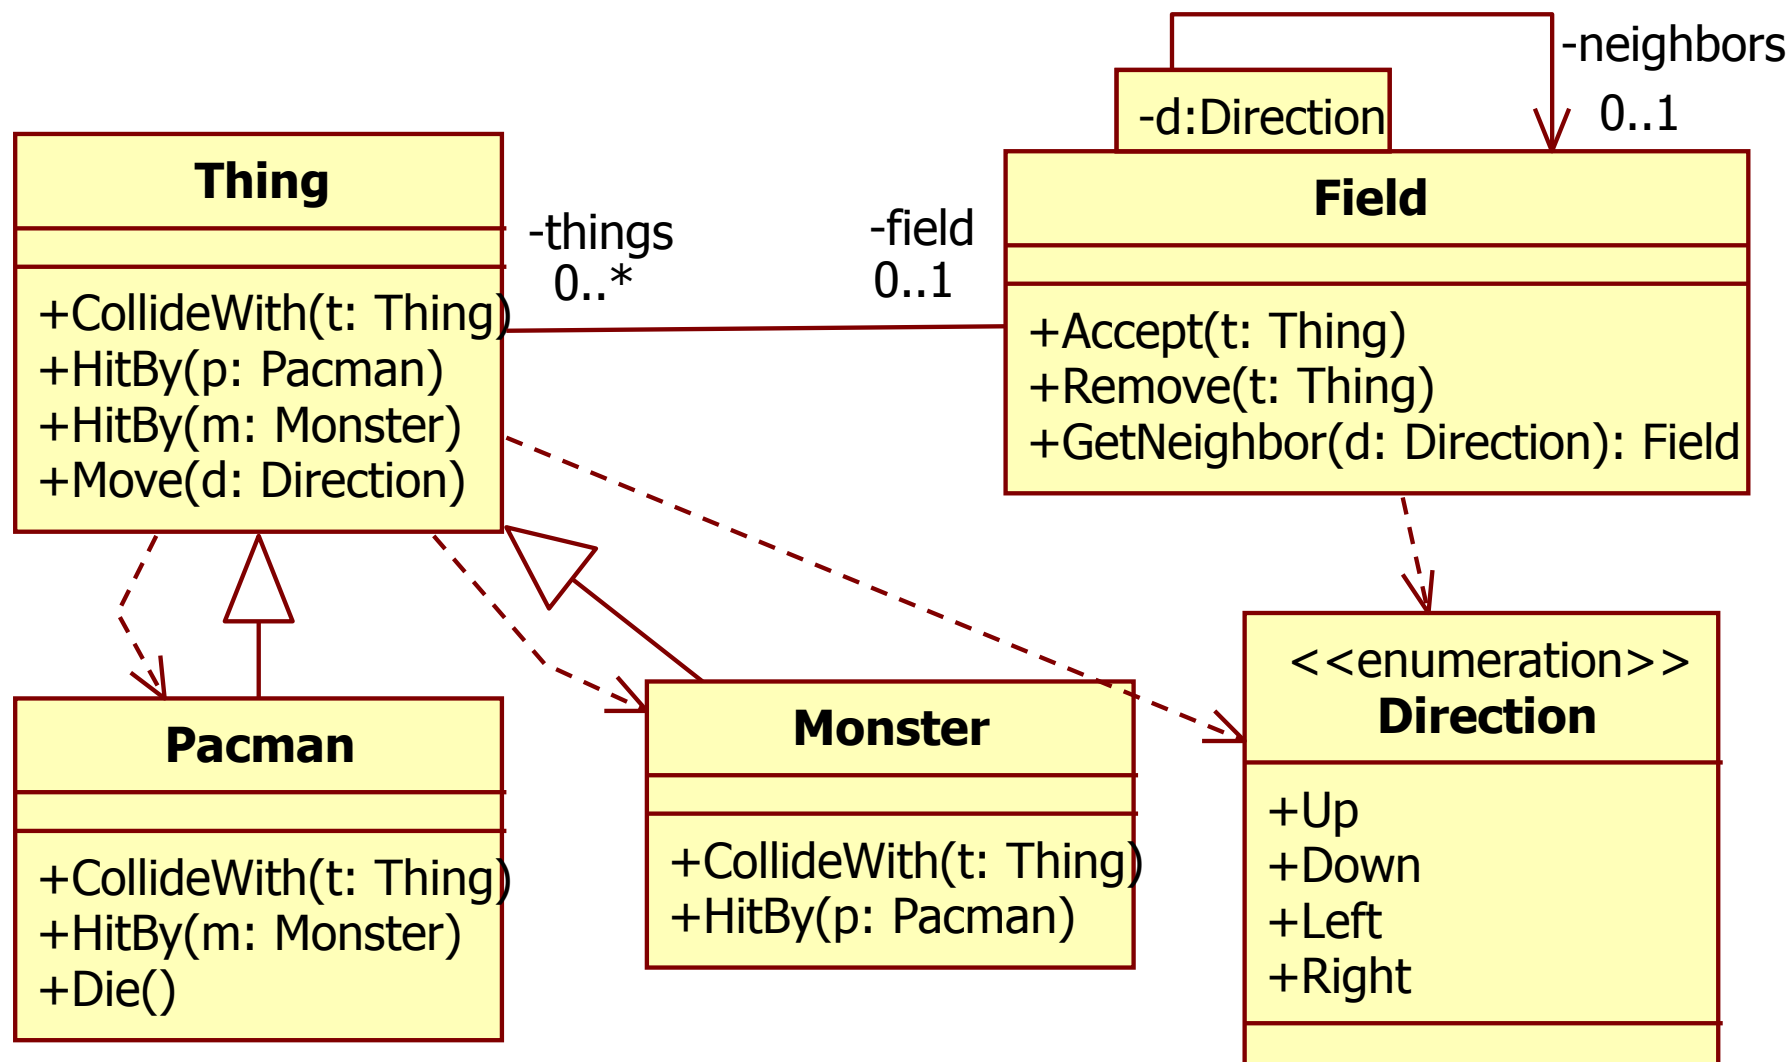 -neighbors
0..1
-d:Direction
Field
+Accept(t: Thing)
+Remove(t: Thing)
+GetNeighbor(d: Direction): Field
Thing
+CollideWith(t: Thing)
+HitBy(p: Pacman)
+HitBy(m: Monster)
+Move(d: Direction)
-things
0..*
-field
0..1
Pacman
+CollideWith(t: Thing)
+HitBy(m: Monster)
+Die()
Monster
+CollideWith(t: Thing)
+HitBy(p: Pacman)
<<enumeration>>
Direction
+Up
+Down
+Left
+Right